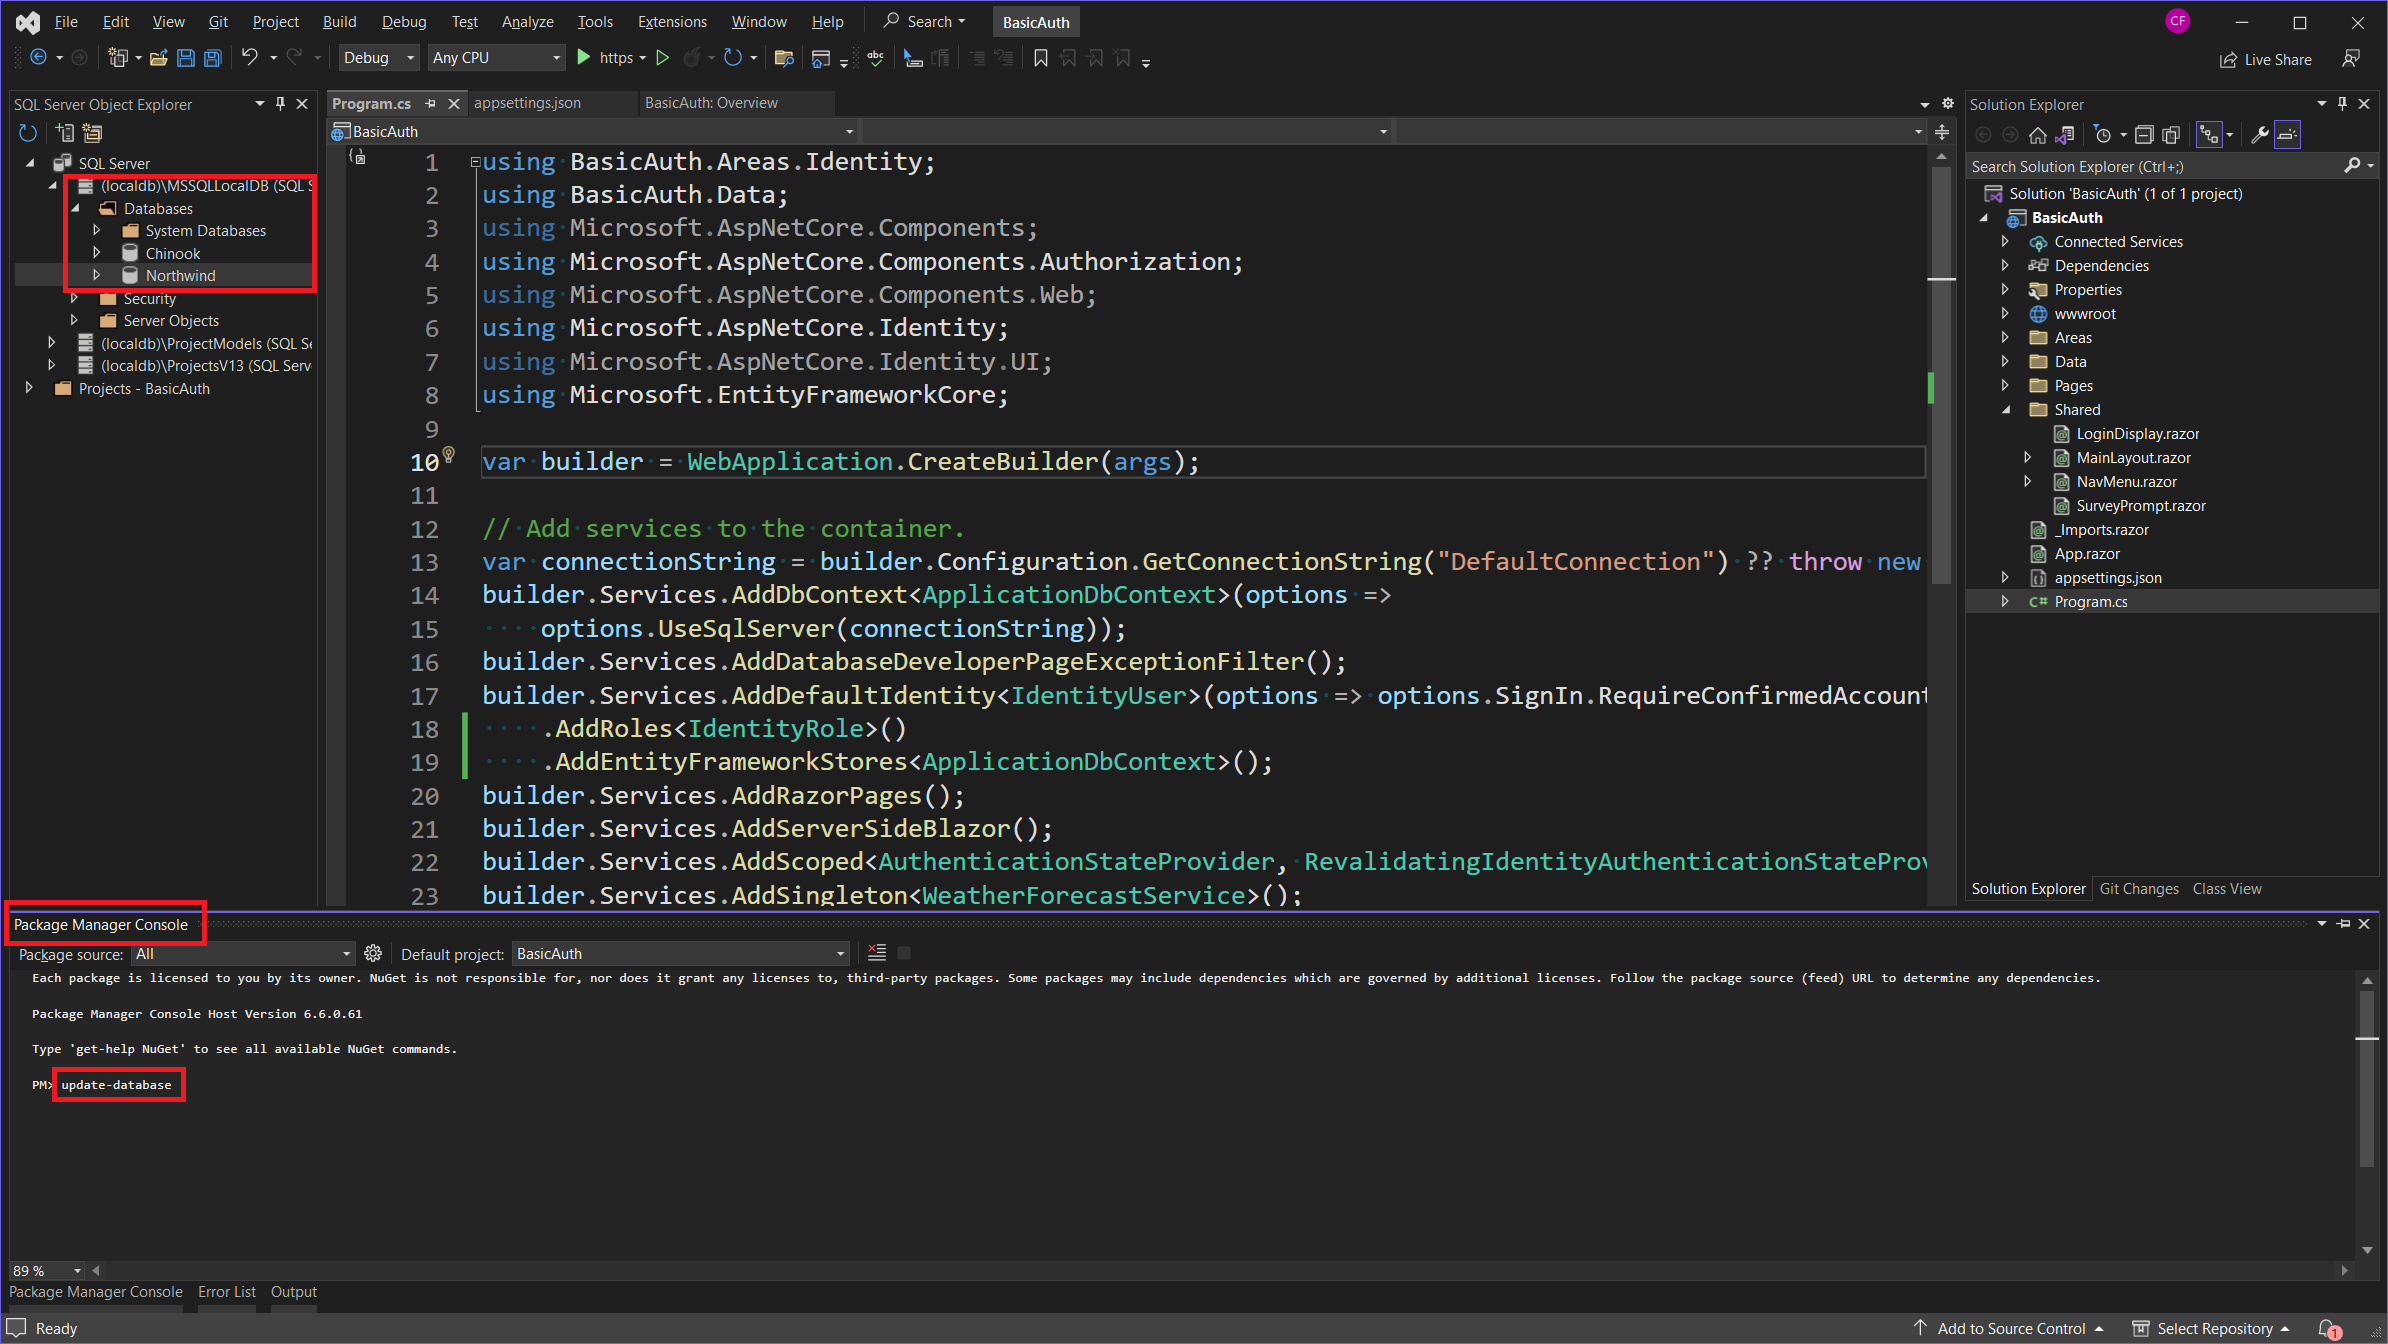 File Edit View Git Project Build Debug Test Analyze Tools Extensions Window Help Search BasicAuth CF
Debug Any CPU https abc Live Share
SQL Server Object Explorer
SQL Server
(localdb)\MSSQLLocalDB (SQL S
Databases
System Databases
Chinook
Northwind
Security
Server Objects
(localdb)\ProjectModels (SQL Se
(localdb)\ProjectsV13 (SQL Serv
Projects - BasicAuth
Program.cs appsettings.json BasicAuth: Overview
BasicAuth
1 using BasicAuth.Areas.Identity;
2 using BasicAuth.Data;
3 using Microsoft.AspNetCore.Components;
4 using Microsoft.AspNetCore.Components.Authorization;
5 using Microsoft.AspNetCore.Components.Web;
6 using Microsoft.AspNetCore.Identity;
7 using Microsoft.AspNetCore.Identity.UI;
8 using Microsoft.EntityFrameworkCore;
9
10 var builder = WebApplication.CreateBuilder(args);
11
12 // Add services to the container.
13 var connectionString = builder.Configuration.GetConnectionString("DefaultConnection") ?? throw new
14 builder.Services.AddDbContext<ApplicationDbContext>(options =>
15 options.UseSqlServer(connectionString));
16 builder.Services.AddDatabaseDeveloperPageExceptionFilter();
17 builder.Services.AddDefaultIdentity<IdentityUser>(options => options.SignIn.RequireConfirmedAccount
18 .AddRoles<IdentityRole>()
19 .AddEntityFrameworkStores<ApplicationDbContext>();
20 builder.Services.AddRazorPages();
21 builder.Services.AddServerSideBlazor();
22 builder.Services.AddScoped<AuthenticationStateProvider, RevalidatingIdentityAuthenticationStateProv
23 builder.Services.AddSingleton<WeatherForecastService>();
Solution Explorer
Search Solution Explorer (Ctrl+;)
Solution 'BasicAuth' (1 of 1 project)
BasicAuth
Connected Services
Dependencies
Properties
wwwroot
Areas
Data
Pages
Shared
LoginDisplay.razor
MainLayout.razor
NavMenu.razor
SurveyPrompt.razor
_Imports.razor
App.razor
appsettings.json
C# Program.cs
Solution Explorer Git Changes Class View
Package Manager Console
Package source: All Default project: BasicAuth
Each package is licensed to you by its owner. NuGet is not responsible for, nor does it grant any licenses to, third-party packages. Some packages may include dependencies which are governed by additional licenses. Follow the package source (feed) URL to determine any dependencies.
Package Manager Console Host Version 6.6.0.61
Type 'get-help NuGet' to see all available NuGet commands.
PM> update-database
89 %
Package Manager Console Error List Output
Ready Add to Source Control Select Repository 1